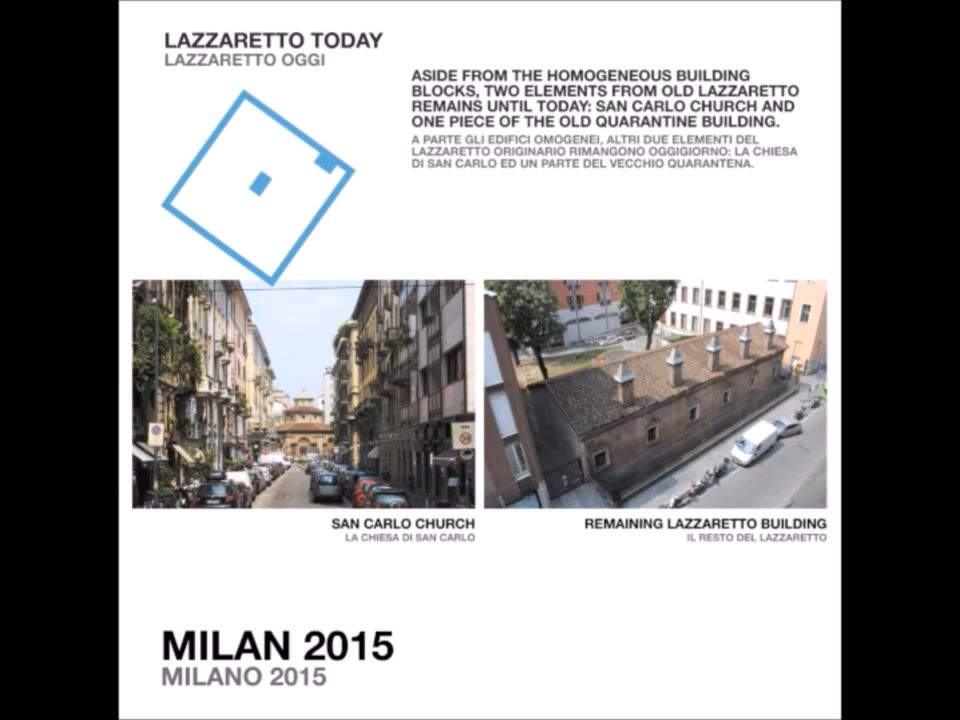 LAZZARETTO TODAY
LAZZARETTO OGGI
ASIDE FROM THE HOMOGENEOUS BUILDING
BLOCKS, TWO ELEMENTS FROM OLD LAZZARETTO
REMAINS UNTIL TODAY: SAN CARLO CHURCH AND
ONE PIECE OF THE OLD QUARANTINE BUILDING.
A PARTE GLI EDIFICI OMOGENEI, ALTRI DUE ELEMENTI DEL
LAZZARETTO ORIGINARIO RIMANGONO OGGIGIORNO: LA CHIESA
DI SAN CARLO ED UN PARTE DEL VECCHIO QUARANTENA.
SAN CARLO CHURCH
LA CHIESA DI SAN CARLO
REMAINING LAZZARETTO BUILDING
IL RESTO DEL LAZZARETTO
MILAN 2015
MILANO 2015